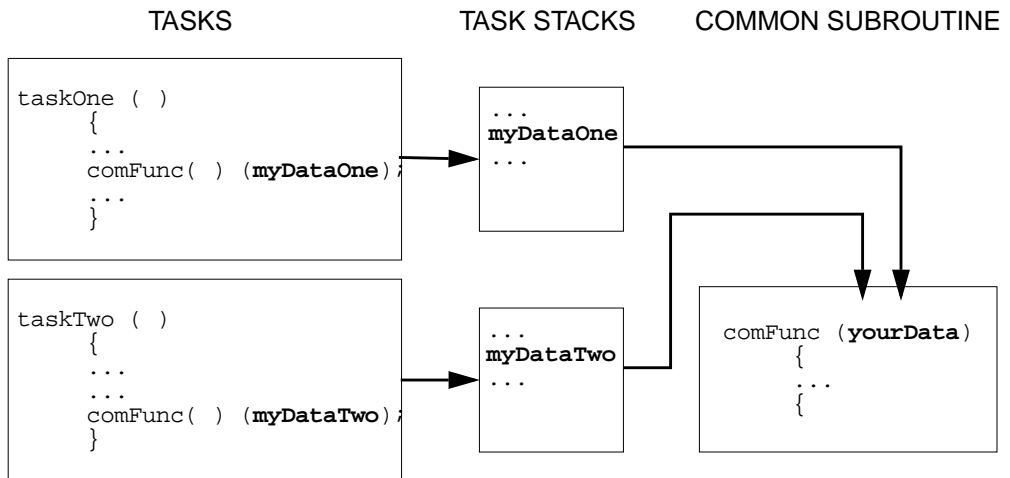 TASKS TASK STACKS COMMON SUBROUTINE
taskOne ( )
{
...
comFunc( ) (myDataOne);
...
}
...
myDataOne
...
taskTwo ( )
{
...
...
comFunc( ) (myDataTwo);
}
...
myDataTwo
...
comFunc (yourData)
{
...
{